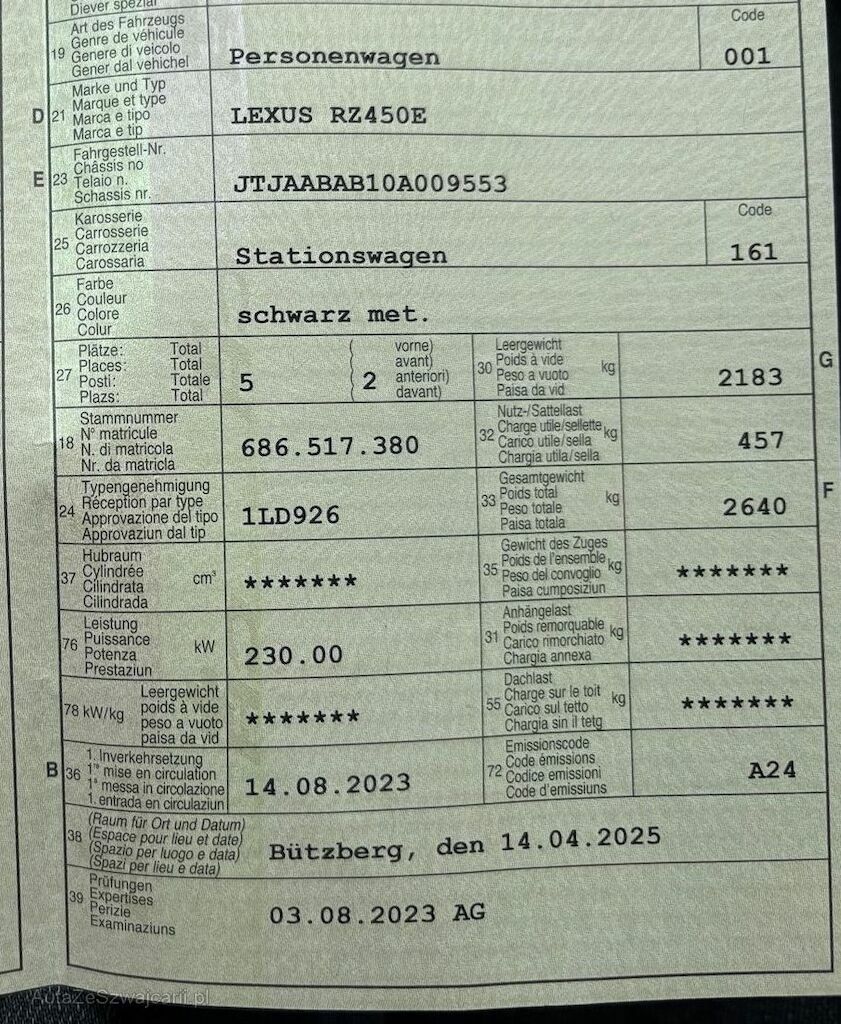 Diever spezial
19 Art des Fahrzeugs
Genre de véhicule
Genere di veicolo
Gener dal vehichel
Personenwagen
Code
001
D 21 Marke und Typ
Marque et type
Marca e tipo
Marca e tip
LEXUS RZ450E
E 23 Fahrgestell-Nr.
Châssis no
Telaio n.
Schassis nr.
JTJAABAB10A009553
25 Karosserie
Carrosserie
Carrozzeria
Carossaria
Stationswagen
Code
161
26 Farbe
Couleur
Colore
Colur
schwarz met.
27 Plätze: Total
Places: Total
Posti: Totale
Plazs: Total
5
( vorne)
( avant)
( 2 anteriori)
( davant)
30 Leergewicht
Poids à vide
Peso a vuoto
Paisa da vid
kg
2183
G
18 Stammnummer
N° matricule
N. di matricola
Nr. da matricla
686.517.380
32 Nutz-/Sattellast
Charge utile/sellette
Carico utile/sella
Chargia utila/sella
kg
457
24 Typengenehmigung
Réception par type
Approvazione del tipo
Approvaziun dal tip
1LD926
33 Gesamtgewicht
Poids total
Peso totale
Paisa totala
kg
2640
F
37 Hubraum
Cylindrée
Cilindrata
Cilindrada
cm³
*******
35 Gewicht des Zuges
Poids de l'ensemble
Peso del convoglio
Paisa cumposiziun
kg
*******
76 Leistung
Puissance
Potenza
Prestaziun
kW
230.00
31 Anhängelast
Poids remorquable
Carico rimorchiato
Chargia annexa
kg
*******
78 kW/kg
Leergewicht
poids à vide
peso a vuoto
paisa da vid
*******
55 Dachlast
Charge sur le toit
Carico sul tetto
Chargia sin il tetg
kg
*******
B 36 1. Inverkehrsetzung
1re mise en circulation
1a messa in circolazione
1. entrada en circulaziun
14.08.2023
72 Emissionscode
Code émissions
Codice emissioni
Code d'emissiuns
A24
38 (Raum für Ort und Datum)
(Espace pour lieu et date)
(Spazio per luogo e data)
(Spazi per lieu e data)
Bützberg, den 14.04.2025
39 Prüfungen
Expertises
Perizie
Examinaziuns
03.08.2023 AG
AutaZeSzwajcarii.pl